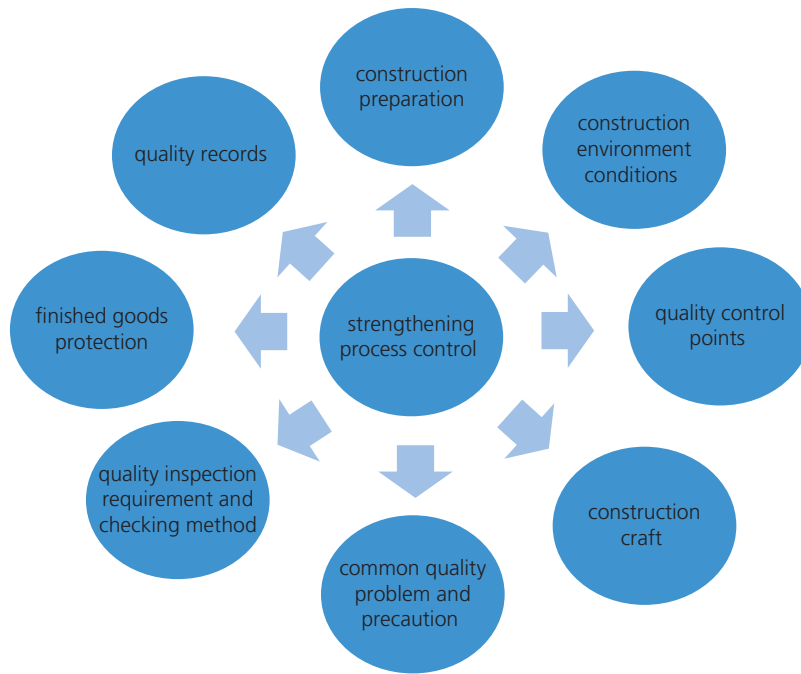 construction
preparation
construction
environment
conditions
quality records
quality control
points
finished goods
protection
strengthening
process control
quality inspection
requirement and
checking method
construction
craft
common quality
problem and
precaution